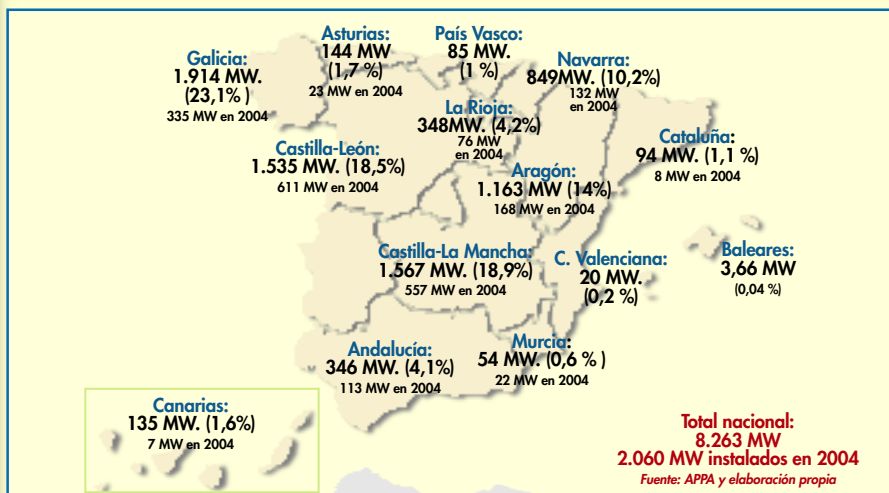 Asturias:
144 MW
(1,7 %)
23 MW en 2004
País Vasco:
85 MW.
(1 %)
Galicia:
1.914 MW.
(23,1% )
335 MW en 2004
Navarra:
849MW. (10,2%)
132 MW
en 2004
La Rioja:
348MW. (4,2%)
76 MW
en 2004
Cataluña:
94 MW. (1,1 %)
8 MW en 2004
Castilla-León:
1.535 MW. (18,5%)
611 MW en 2004
Aragón:
1.163 MW (14%)
168 MW en 2004
Castilla-La Mancha:
1.567 MW. (18,9%)
557 MW en 2004
C. Valenciana:
20 MW.
(0,2 %)
Baleares:
3,66 MW
(0,04 %)
Andalucía:
346 MW. (4,1%)
113 MW en 2004
Murcia:
54 MW. (0,6 % )
22 MW en 2004
Canarias:
135 MW. (1,6%)
7 MW en 2004
Total nacional:
8.263 MW
2.060 MW instalados en 2004
Fuente: APPA y elaboración propia